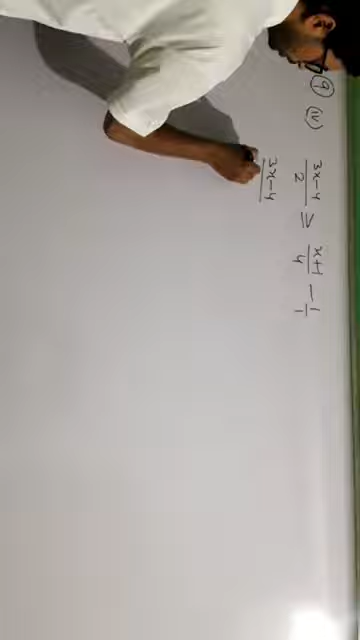 9 (iv) 3x-4/2 ≥ x+1/4 - 1/1
3x-4